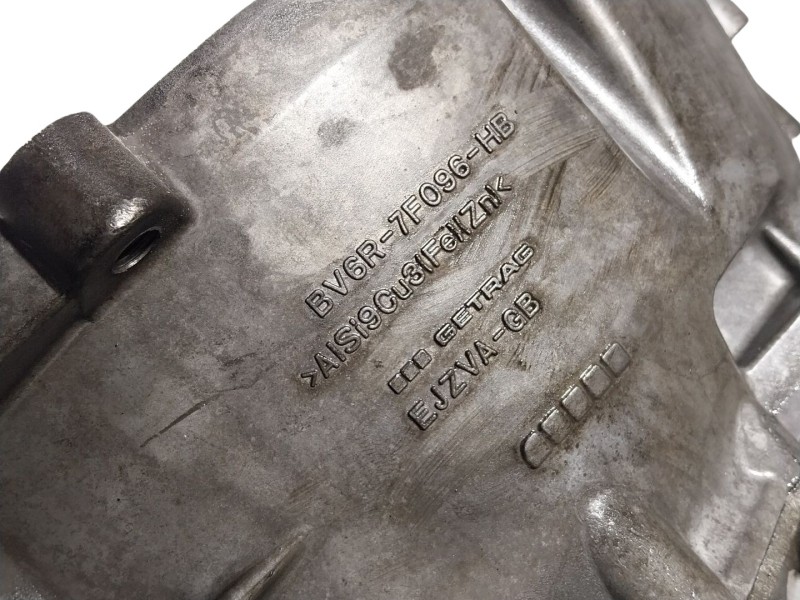 BV6R-7F096-HB
>AlSi9Cu3(Fe)(Zn)<
GETRAG
EJZVA-GB